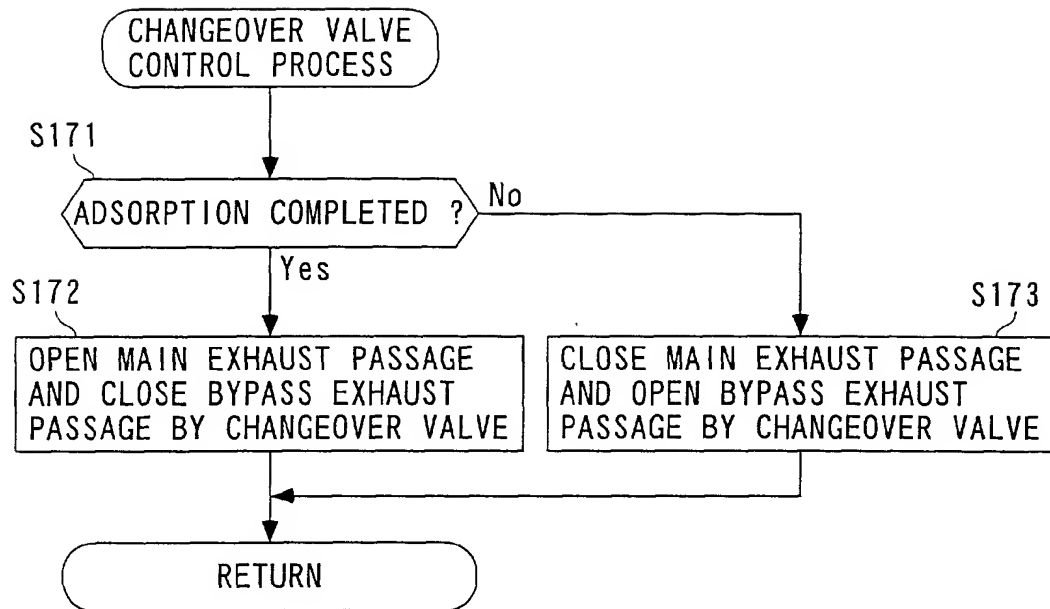 CHANGEOVER VALVE
CONTROL PROCESS
S171
ADSORPTION COMPLETED ?
No
Yes
S172
OPEN MAIN EXHAUST PASSAGE
AND CLOSE BYPASS EXHAUST
PASSAGE BY CHANGEOVER VALVE
S173
CLOSE MAIN EXHAUST PASSAGE
AND OPEN BYPASS EXHAUST
PASSAGE BY CHANGEOVER VALVE
RETURN